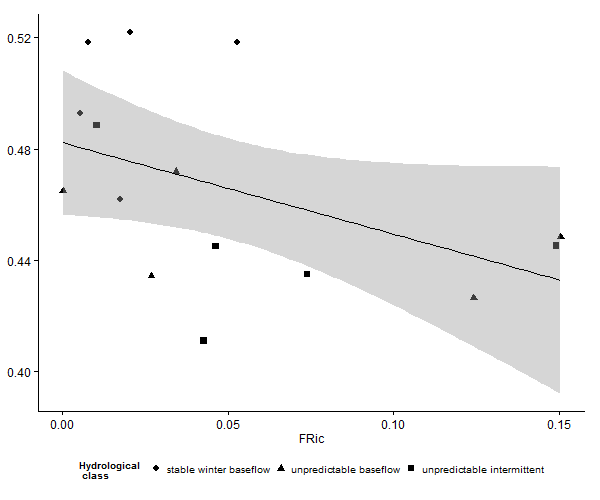 0.52
0.48
0.44
0.40
0.00 0.05 0.10 0.15
FRic
Hydrological
class
stable winter baseflow unpredictable baseflow unpredictable intermittent